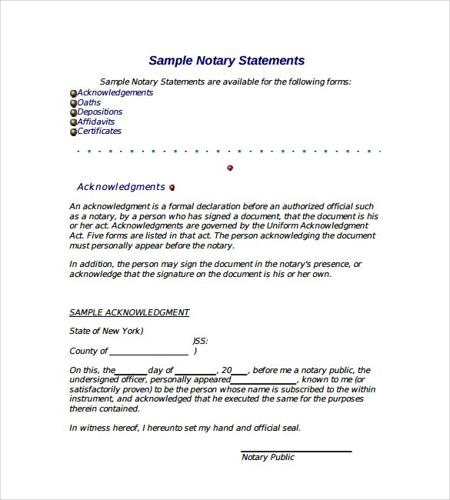 Sample Notary Statements
Sample Notary Statements are available for the following forms:
Acknowledgements
Oaths
Depositions
Affidavits
Certificates
Acknowledgments
An acknowledgment is a formal declaration before an authorized official such
as a notary, by a person who has signed a document, that the document is his
or her act. Acknowledgments are governed by the Uniform Acknowledgment
Act. Five forms are listed in that act. The person acknowledging the document
must personally appear before the notary.
In addition, the person may sign the document in the notary's presence, or
acknowledge that the signature on the document is his or her own.
SAMPLE ACKNOWLEDGMENT
State of New York)
)SS:
County of ________________ )
On this, the______day of ________, 20___, before me a notary public, the
undersigned officer, personally appeared_____________, known to me (or
satisfactorily proven) to be the person whose name is subscribed to the within
instrument, and acknowledged that he executed the same for the purposes
therein contained.
In witness hereof, I hereunto set my hand and official seal.
Notary Public